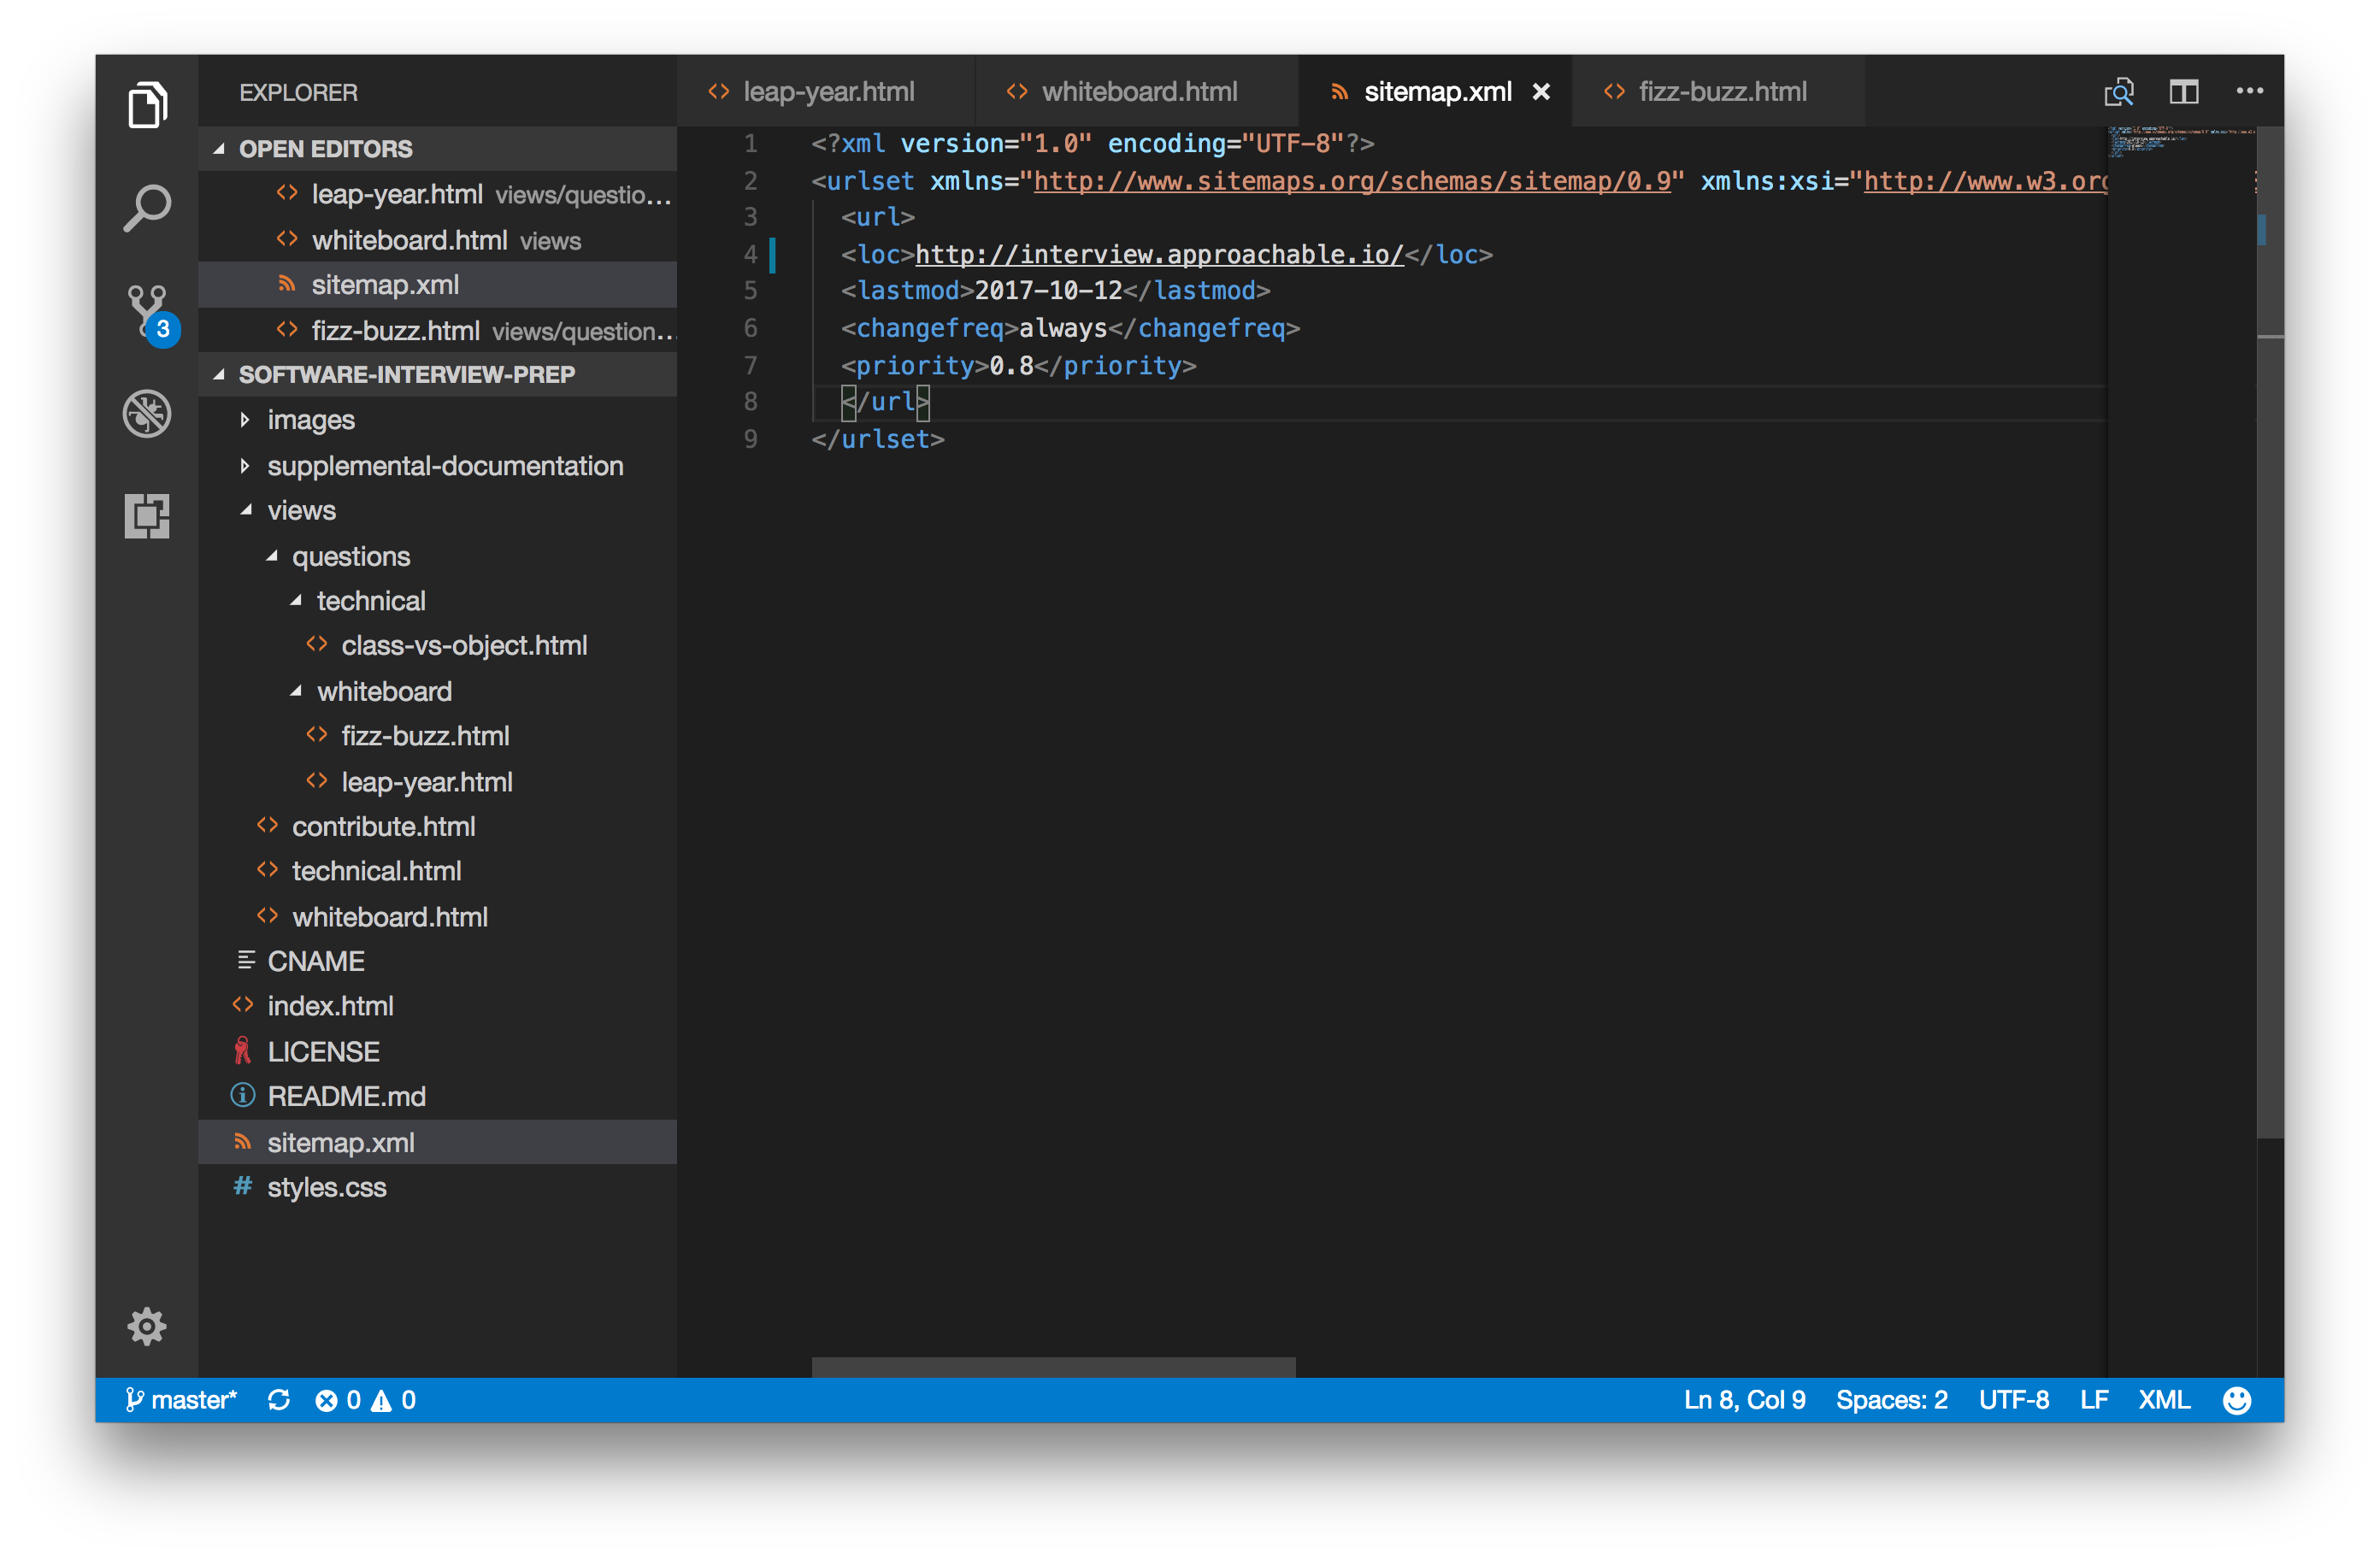 EXPLORER
OPEN EDITORS
leap-year.html views/questio...
whiteboard.html views
sitemap.xml
fizz-buzz.html views/question...
SOFTWARE-INTERVIEW-PREP
images
supplemental-documentation
views
questions
technical
class-vs-object.html
whiteboard
fizz-buzz.html
leap-year.html
contribute.html
technical.html
whiteboard.html
CNAME
index.html
LICENSE
README.md
sitemap.xml
styles.css
3
leap-year.html
whiteboard.html
sitemap.xml
fizz-buzz.html
1 <?xml version="1.0" encoding="UTF-8"?>
2 <urlset xmlns="http://www.sitemaps.org/schemas/sitemap/0.9" xmlns:xsi="http://www.w3.org
3 <url>
4 <loc>http://interview.approachable.io/</loc>
5 <lastmod>2017-10-12</lastmod>
6 <changefreq>always</changefreq>
7 <priority>0.8</priority>
8 </url>
9 </urlset>
master* 0 0
Ln 8, Col 9 Spaces: 2 UTF-8 LF XML